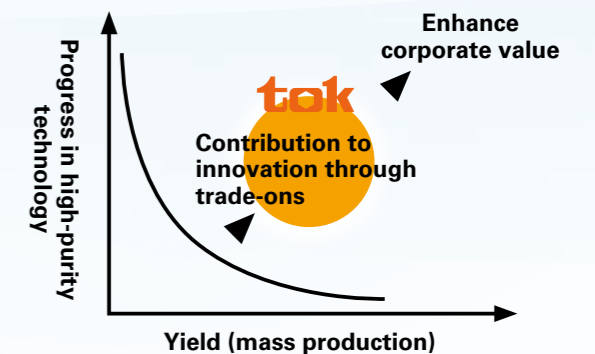 Enhance
corporate value
Progress in high-purity
technology
tok
Contribution to
innovation through
trade-ons
Yield (mass production)